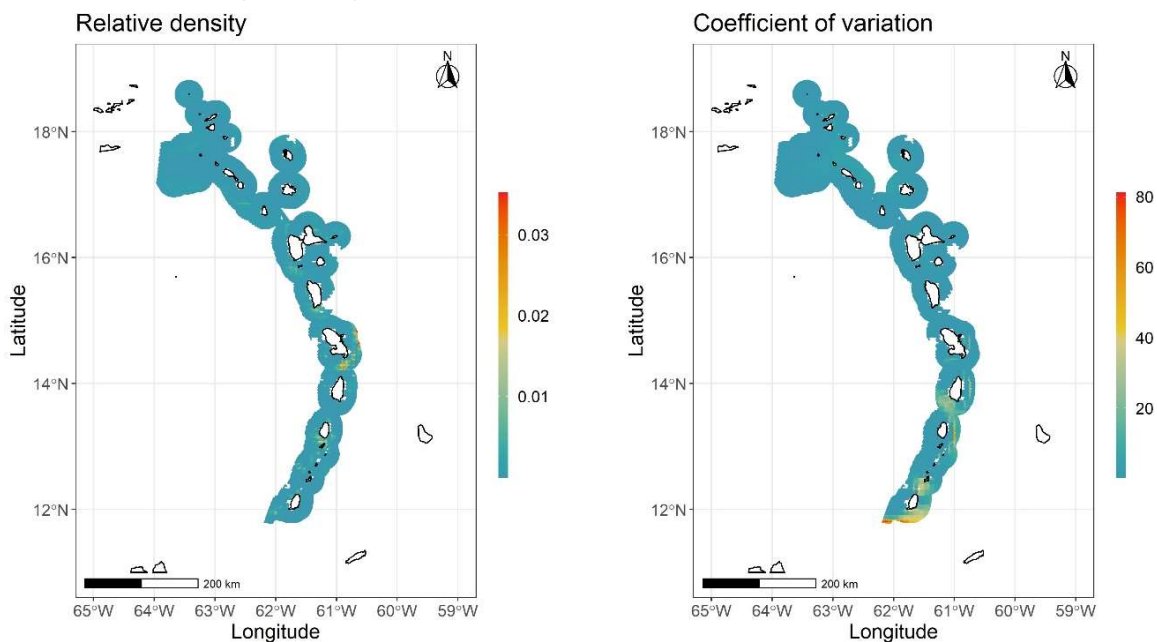 Relative density
N
18°N
16°N
14°N
12°N
Latitude
200 km
65°W 64°W 63°W 62°W 61°W 60°W 59°W
Longitude
0.03
0.02
0.01
Coefficient of variation
N
18°N
16°N
14°N
12°N
Latitude
200 km
65°W 64°W 63°W 62°W 61°W 60°W 59°W
Longitude
80
60
40
20